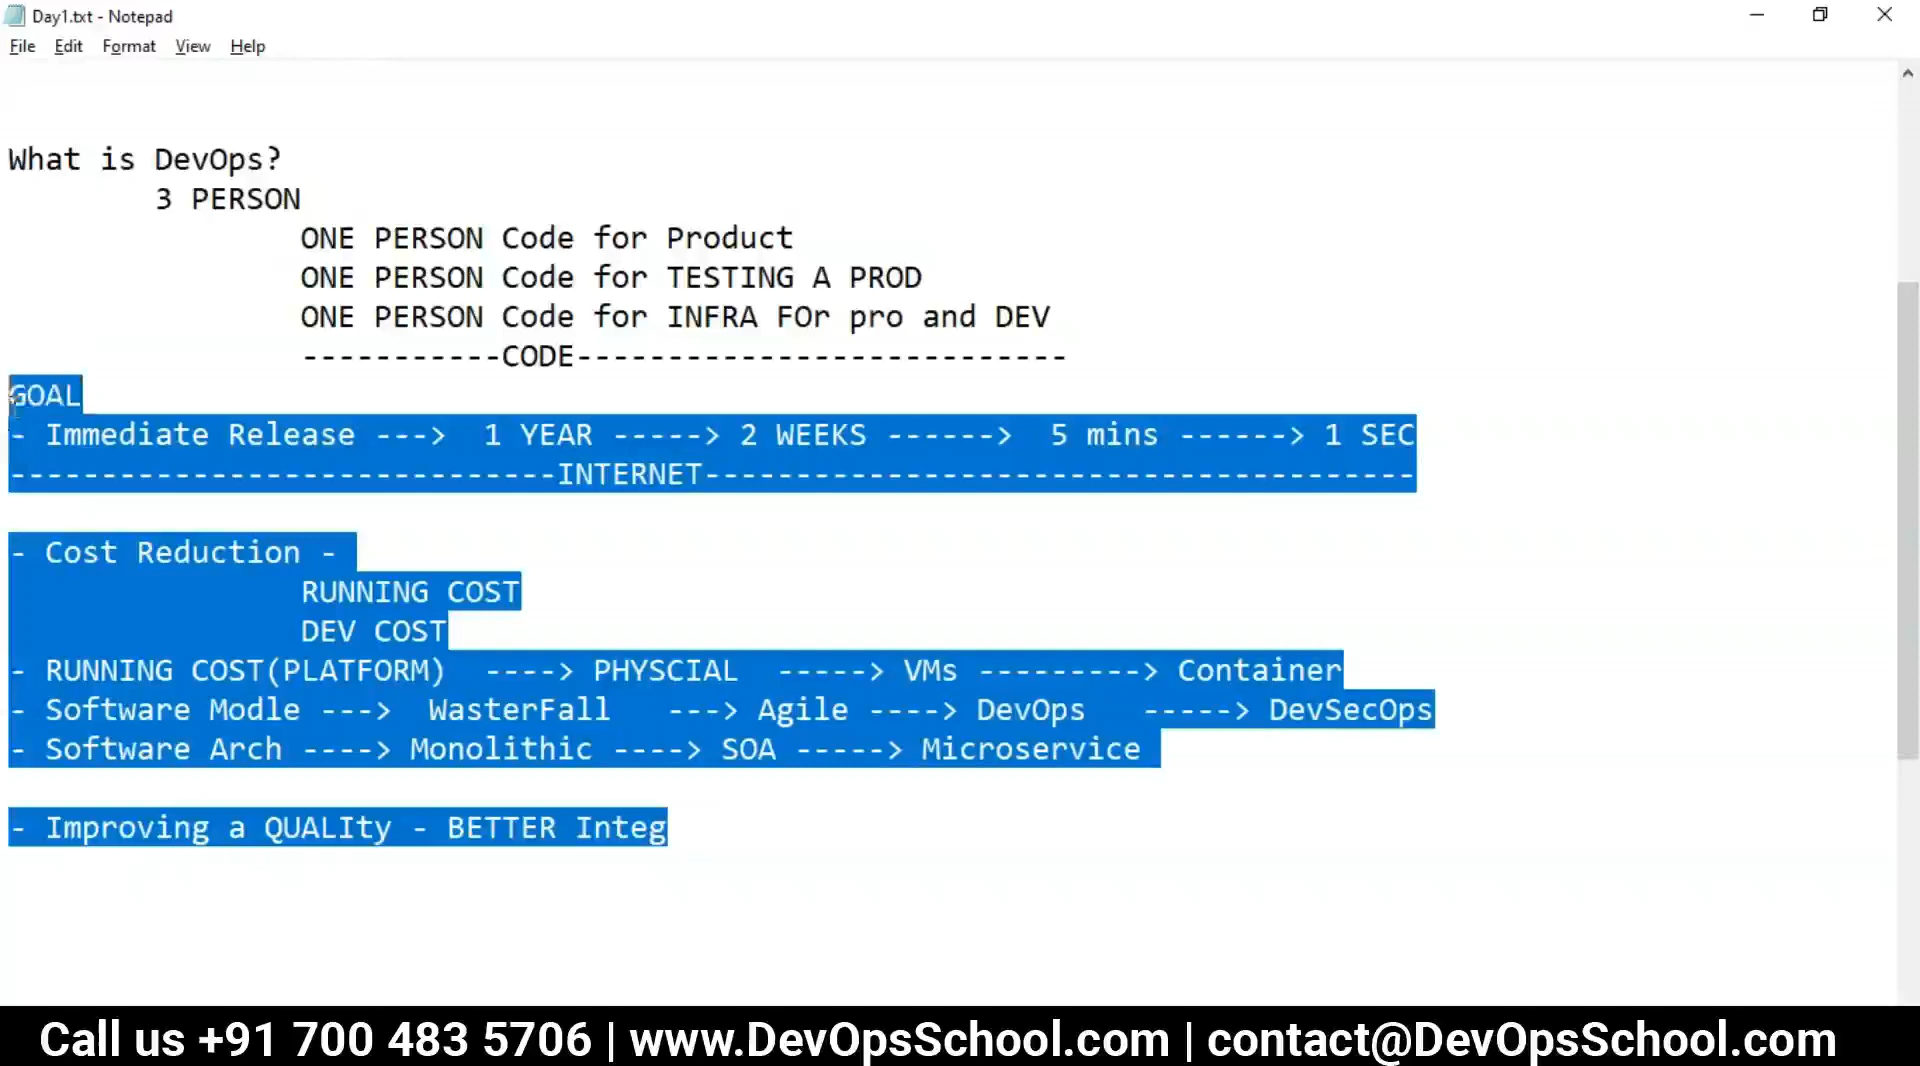 Day1.txt - Notepad
File Edit Format View Help
What is DevOps?
3 PERSON
ONE PERSON Code for Product
ONE PERSON Code for TESTING A PROD
ONE PERSON Code for INFRA FOr pro and DEV
-----------CODE---------------------------
GOAL
- Immediate Release ---> 1 YEAR -----> 2 WEEKS ------> 5 mins ------> 1 SEC
------------------------------INTERNET---------------------------------------
- Cost Reduction -
RUNNING COST
DEV COST
- RUNNING COST(PLATFORM) ----> PHYSCIAL -----> VMs ---------> Container
- Software Modle ---> WasterFall ---> Agile ----> DevOps -----> DevSecOps
- Software Arch ----> Monolithic ----> SOA -----> Microservice
- Improving a QUALIty - BETTER Integ
Call us +91 700 483 5706 | www.DevOpsSchool.com | contact@DevOpsSchool.com